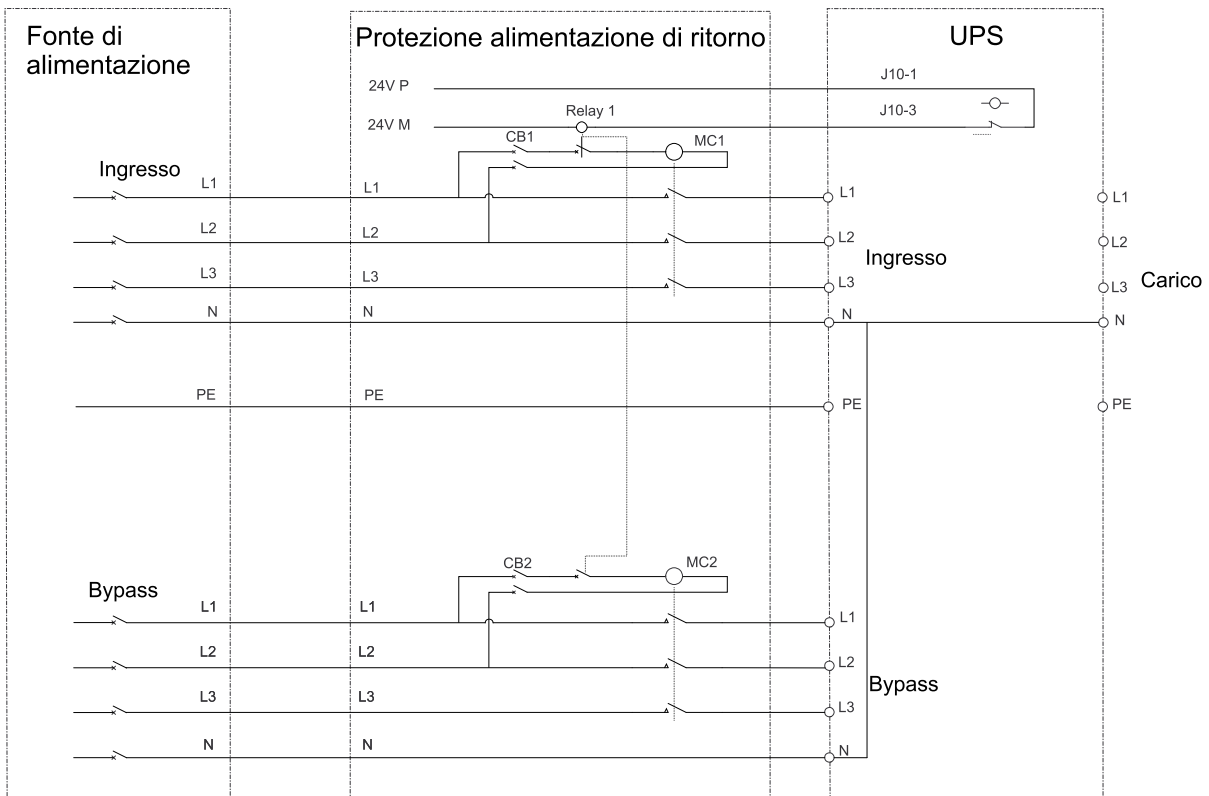 Fonte di
alimentazione
Protezione alimentazione di ritorno
UPS
24V P
J10-1
24V M
Relay 1
J10-3
CB1
MC1
Ingresso
L1
L1
L1
L1
L2
L2
L2
L2
Ingresso
L3
L3
L3
L3
Carico
N
N
N
N
PE
PE
PE
PE
CB2
MC2
Bypass
L1
L1
L1
L2
L2
L2
Bypass
L3
L3
L3
N
N
N